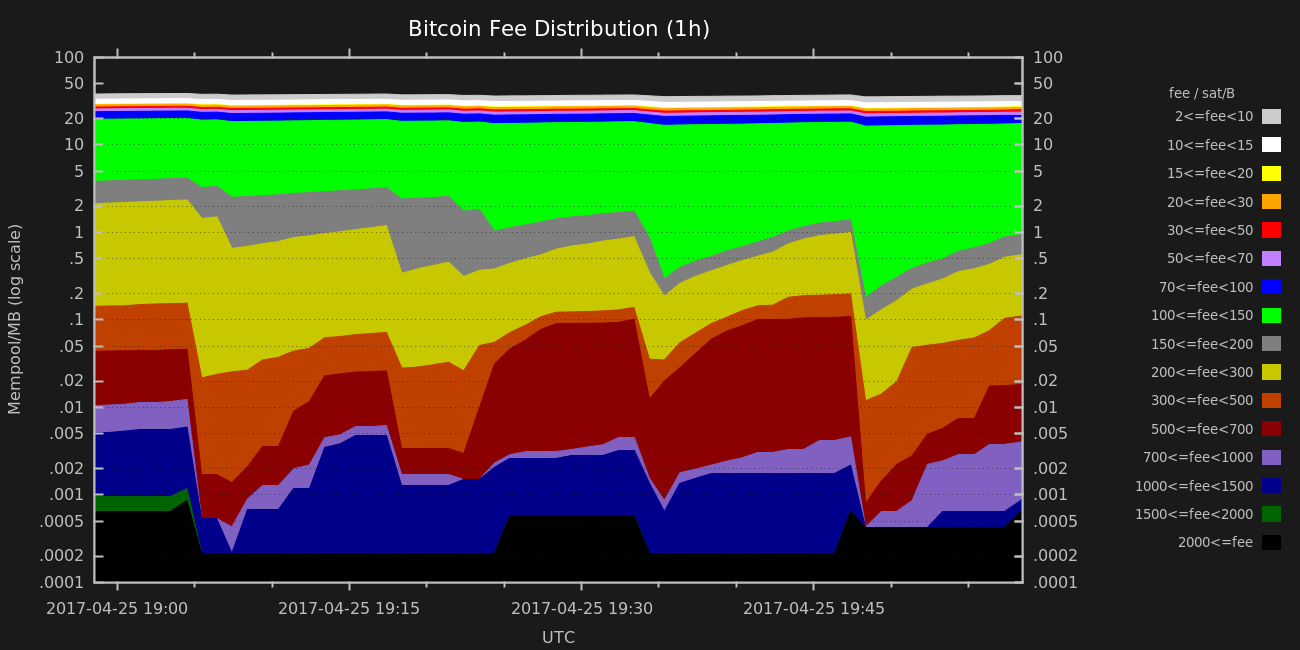 Bitcoin Fee Distribution (1h)
Mempool/MB (log scale)
100
50
20
10
5
2
1
.5
.2
.1
.05
.02
.01
.005
.002
.001
.0005
.0002
.0001
100
50
20
10
5
2
1
.5
.2
.1
.05
.02
.01
.005
.002
.001
.0005
.0002
.0001
2017-04-25 19:00 2017-04-25 19:15 2017-04-25 19:30 2017-04-25 19:45
UTC
fee / sat/B
2<=fee<10
10<=fee<15
15<=fee<20
20<=fee<30
30<=fee<50
50<=fee<70
70<=fee<100
100<=fee<150
150<=fee<200
200<=fee<300
300<=fee<500
500<=fee<700
700<=fee<1000
1000<=fee<1500
1500<=fee<2000
2000<=fee